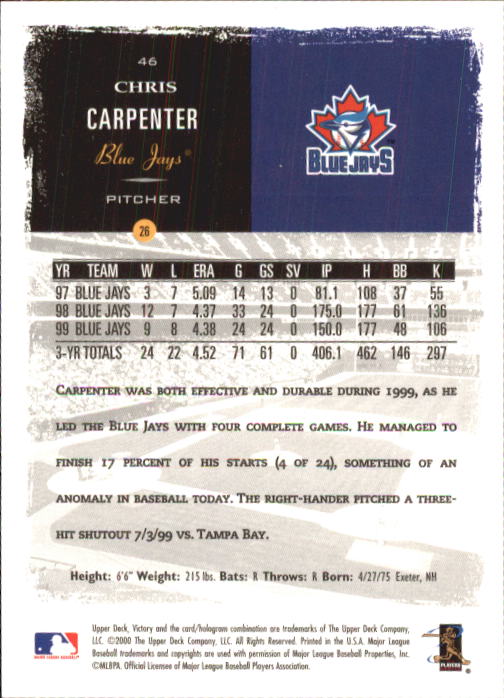 46
CHRIS
CARPENTER
Blue Jays®
PITCHER
BLUE JAYS
26
YR TEAM W L ERA G GS SV IP H BB K
97 BLUE JAYS 3 7 5.09 14 13 0 81.1 108 37 55
98 BLUE JAYS 12 7 4.37 33 24 0 175.0 177 61 136
99 BLUE JAYS 9 8 4.38 24 24 0 150.0 177 48 106
3-YR TOTALS 24 22 4.52 71 61 0 406.1 462 146 297
CARPENTER WAS BOTH EFFECTIVE AND DURABLE DURING 1999, AS HE
LED THE BLUE JAYS WITH FOUR COMPLETE GAMES. HE MANAGED TO
FINISH 17 PERCENT OF HIS STARTS (4 OF 24), SOMETHING OF AN
ANOMALY IN BASEBALL TODAY. THE RIGHT-HANDER PITCHED A THREE-
HIT SHUTOUT 7/3/99 VS. TAMPA BAY.
Height: 6'6" Weight: 215 lbs. Bats: R Throws: R Born: 4/27/75 Exeter, NH
Upper Deck, Victory and the card/hologram combination are trademarks of The Upper Deck Company,
LLC. ©2000 The Upper Deck Company, LLC. All Rights Reserved. Printed in the U.S.A. Major League
Baseball trademarks and copyrights are used with permission of Major League Baseball Properties, Inc.
©MLBPA. Official Licensee of Major League Baseball Players Association.
MAJOR LEAGUE BASEBALL
PLAYERS